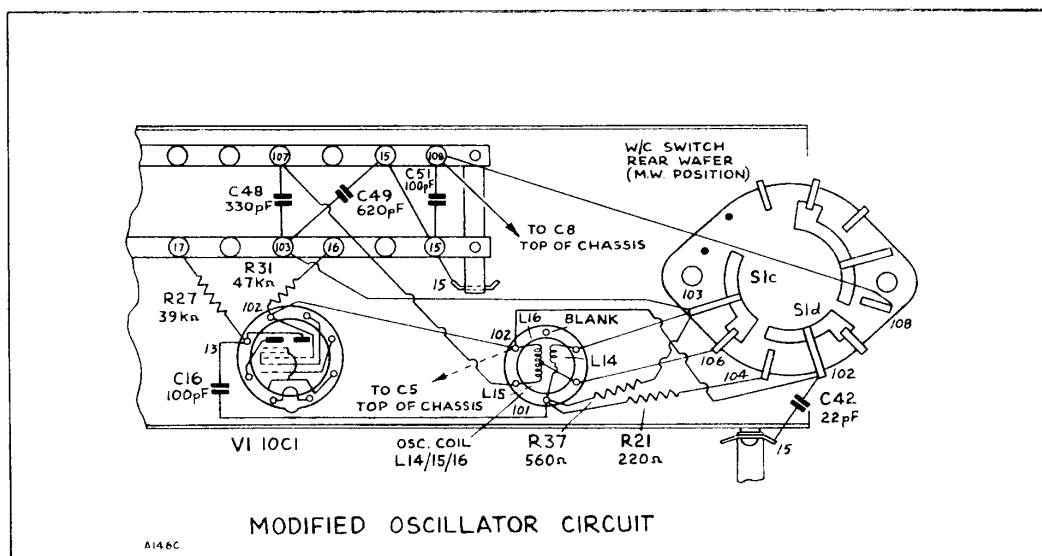 107
15
108
C48
330pF
C49
620pF
C51
100pF
17
103
16
15
15
TO C8
TOP OF CHASSIS
W/C SWITCH
REAR WAFER
(M.W. POSITION)
S1c
S1d
103
106
104
102
108
C42
22pF
15
R27
39KΩ
R31
47KΩ
102
13
C16
100pF
V1 10C1
102
L16
BLANK
L14
L15
101
TO C5
TOP OF CHASSIS
OSC. COIL
L14/15/16
R37
560Ω
R21
220Ω
MODIFIED OSCILLATOR CIRCUIT
A146C